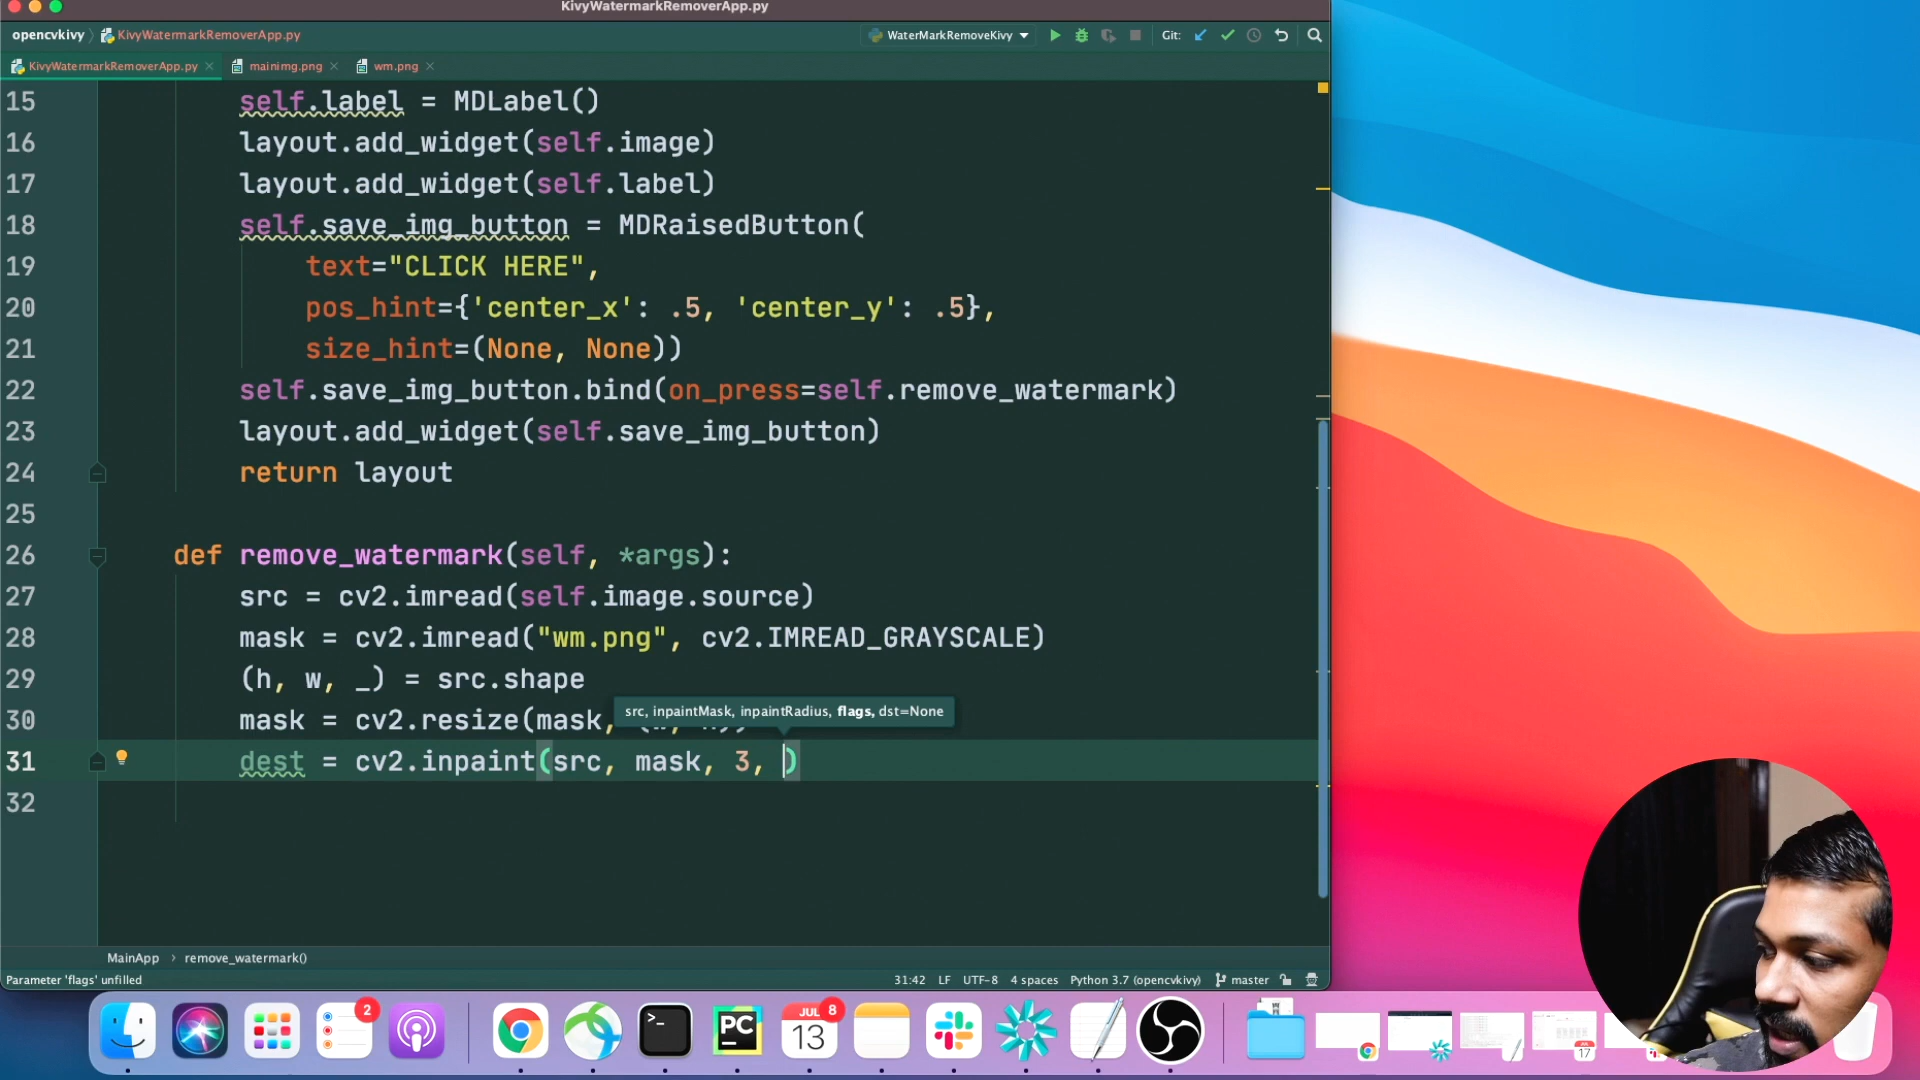 KivyWatermarkRemoverApp.py
opencvkivy KivyWatermarkRemoverApp.py WaterMarkRemoveKivy Git:
KivyWatermarkRemoverApp.py mainimg.png wm.png
15 self.label = MDLabel()
16 layout.add_widget(self.image)
17 layout.add_widget(self.label)
18 self.save_img_button = MDRaisedButton(
19 text="CLICK HERE",
20 pos_hint={'center_x': .5, 'center_y': .5},
21 size_hint=(None, None))
22 self.save_img_button.bind(on_press=self.remove_watermark)
23 layout.add_widget(self.save_img_button)
24 return layout
25
26 def remove_watermark(self, *args):
27 src = cv2.imread(self.image.source)
28 mask = cv2.imread("wm.png", cv2.IMREAD_GRAYSCALE)
29 (h, w, _) = src.shape
src, inpaintMask, inpaintRadius, flags, dst=None
30 mask = cv2.resize(mask,
31 dest = cv2.inpaint(src, mask, 3, )
32
MainApp › remove_watermark()
Parameter 'flags' unfilled 31:42 LF UTF-8 4 spaces Python 3.7 (opencvkivy) master
2
JUL 8
>_ PC 13
17